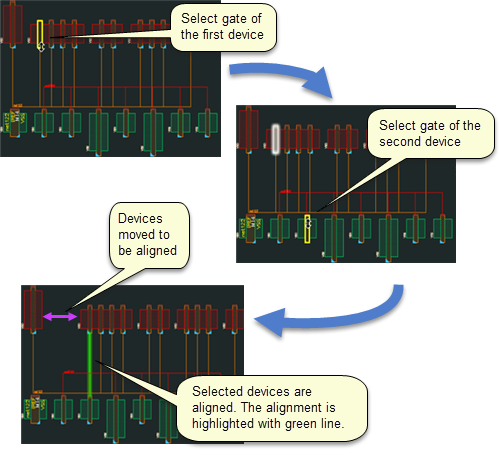 Select gate of
the first device
Select gate of the
second device
Devices
moved to
be aligned
Selected devices are
aligned. The alignment is
highlighted with green line.